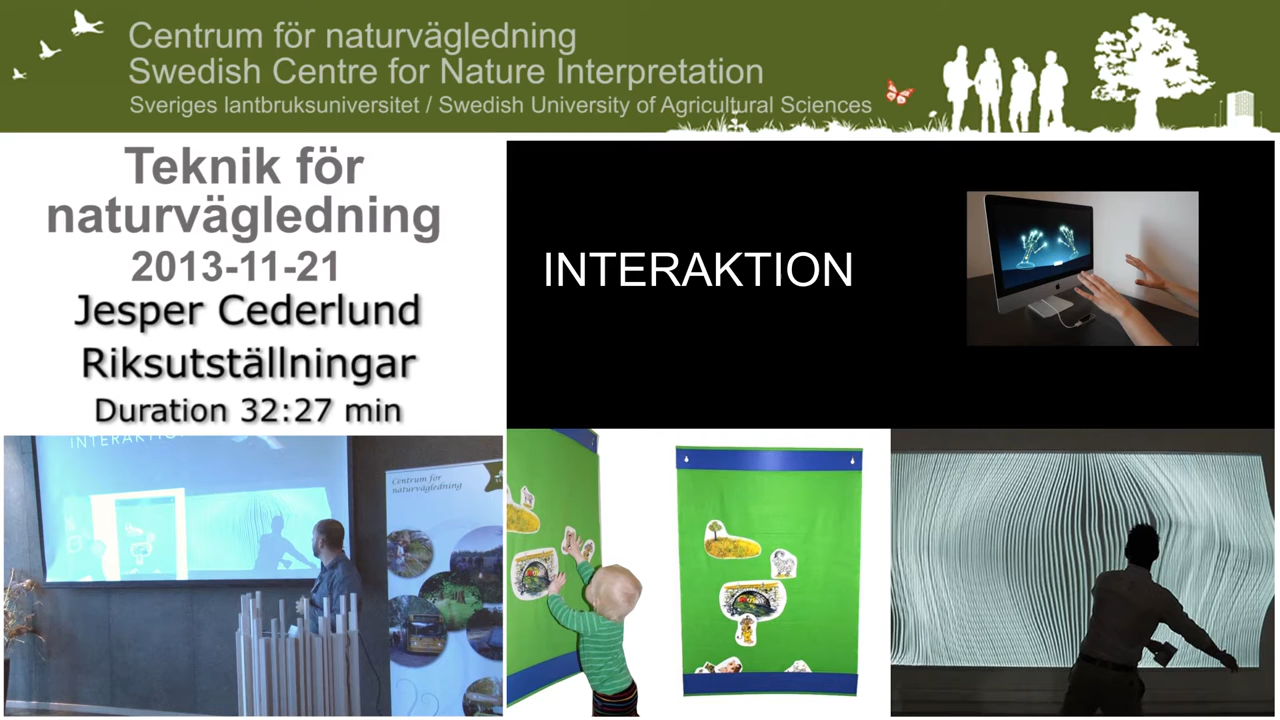 Centrum för naturvägledning
Swedish Centre for Nature Interpretation
Sveriges lantbruksuniversitet / Swedish University of Agricultural Sciences
Teknik för
naturvägledning
2013-11-21
Jesper Cederlund
Riksutställningar
Duration 32:27 min
INTERAKTION
INTERAKTION
Centrum för
naturvägledning